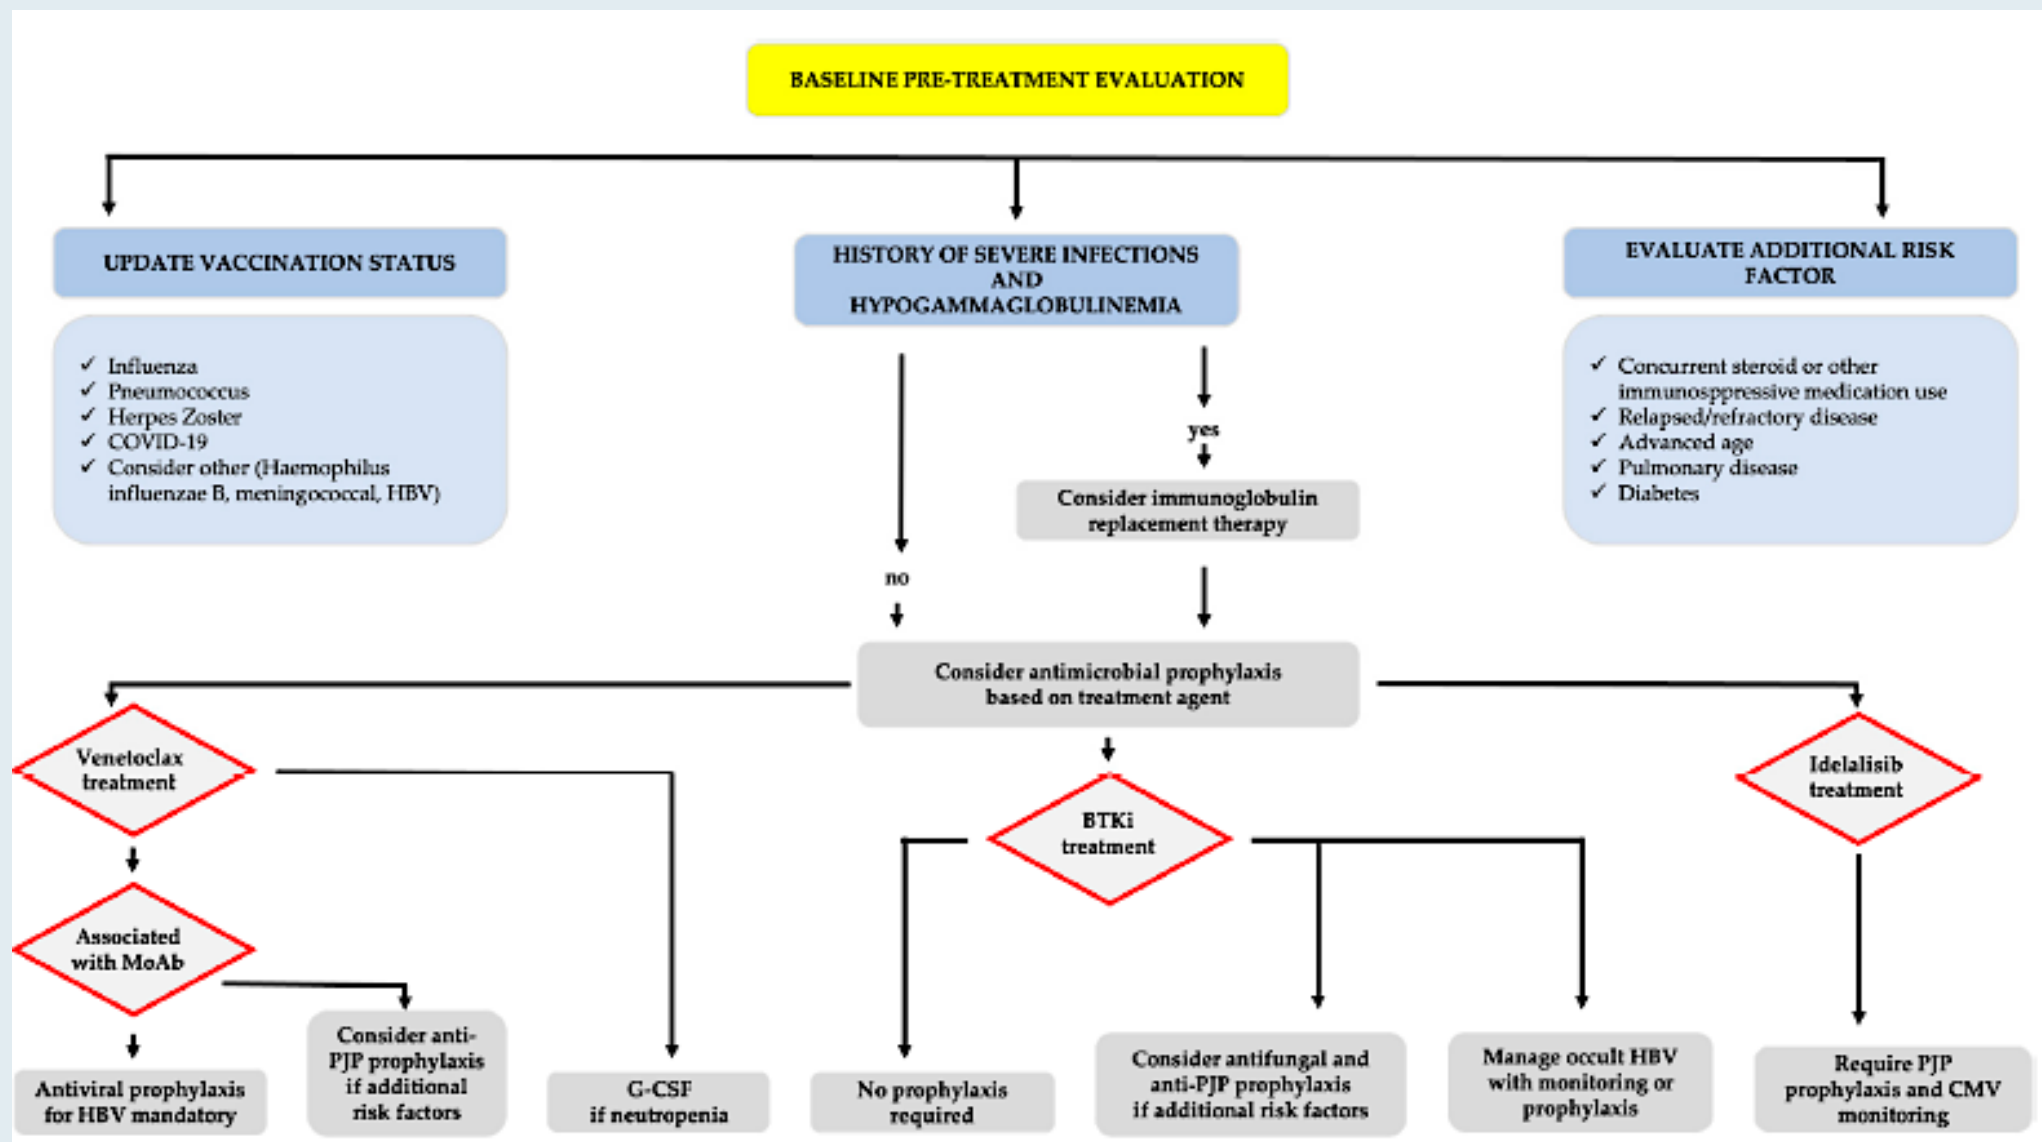 BASELINE PRE-TREATMENT EVALUATION
UPDATE VACCINATION STATUS
✓ Influenza
✓ Pneumococcus
✓ Herpes Zoster
✓ COVID-19
✓ Consider other (Haemophilus
influenzae B, meningococcal, HBV)
HISTORY OF SEVERE INFECTIONS
AND
HYPOGAMMAGLOBULINEMIA
EVALUATE ADDITIONAL RISK
FACTOR
✓ Concurrent steroid or other
immunosppressive medication use
✓ Relapsed/refractory disease
✓ Advanced age
✓ Pulmonary disease
✓ Diabetes
yes
Consider immunoglobulin
replacement therapy
no
Consider antimicrobial prophylaxis
based on treatment agent
Venetoclax
treatment
BTKi
treatment
Idelalisib
treatment
Associated
with MoAb
Antiviral prophylaxis
for HBV mandatory
Consider anti-
PJP prophylaxis
if additional
risk factors
G-CSF
if neutropenia
No prophylaxis
required
Consider antifungal and
anti-PJP prophylaxis
if additional risk factors
Manage occult HBV
with monitoring or
prophylaxis
Require PJP
prophylaxis and CMV
monitoring